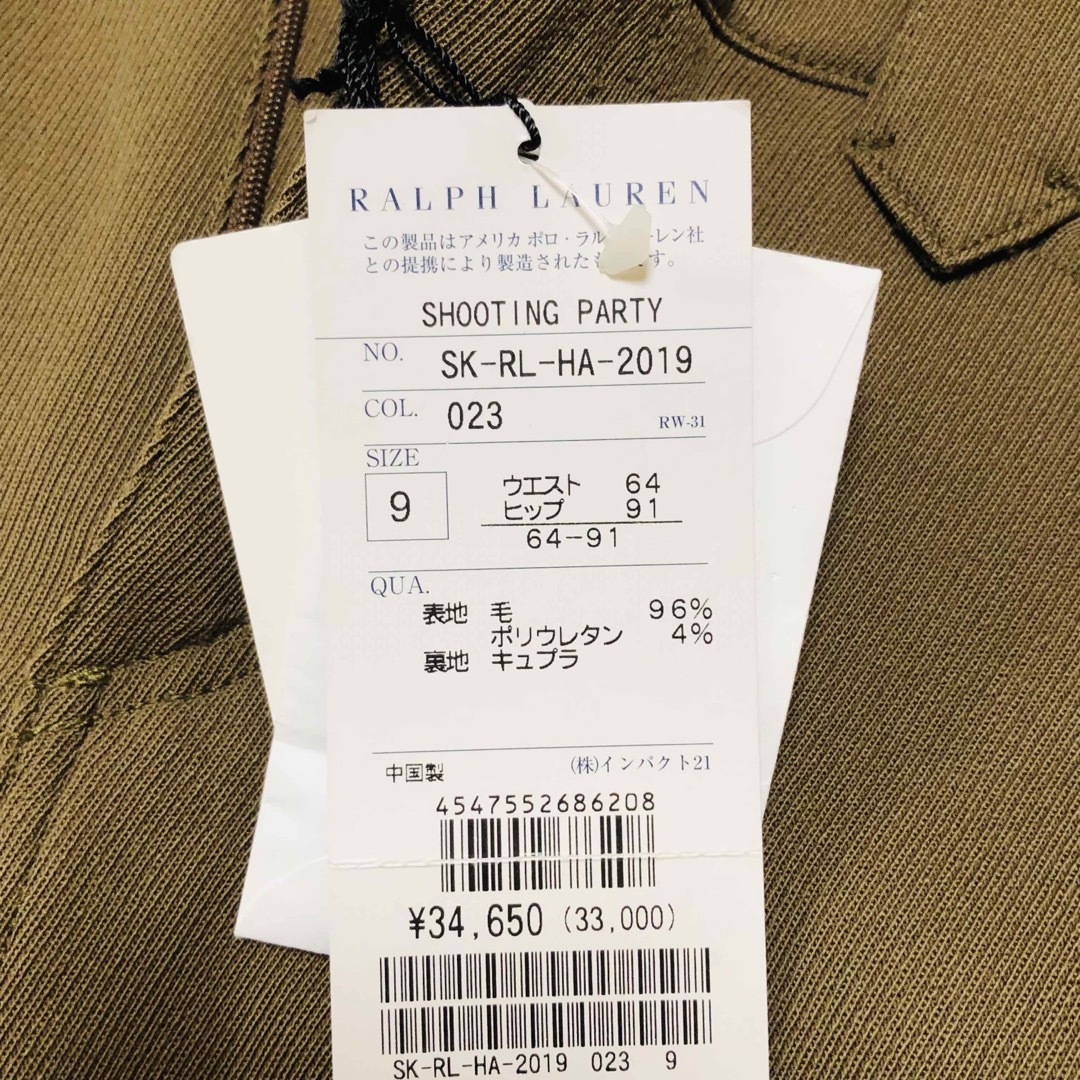 RALPH LAUREN
この製品はアメリカ ポロ・ラル レン社
との提携により製造された す。
SHOOTING PARTY
NO. SK-RL-HA-2019
COL. 023 RW-31
SIZE
9
ウエスト 64
ヒップ 91
64-91
QUA.
表地 毛 96%
ポリウレタン 4%
裏地 キュプラ
中国製 (株)インパクト21
4547552686208
¥34,650 (33,000)
SK-RL-HA-2019 023 9